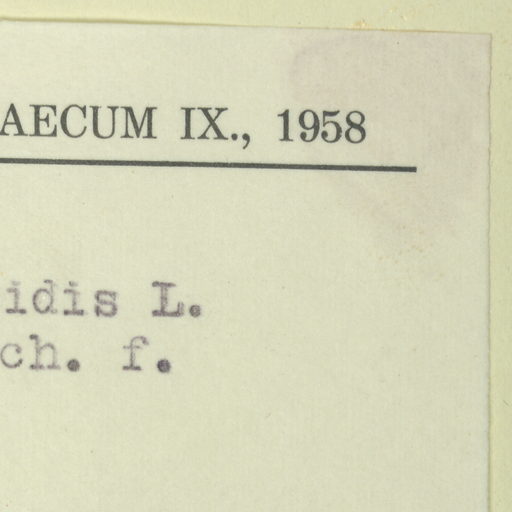 AECUM IX., 1958
idis L.
ch. f.